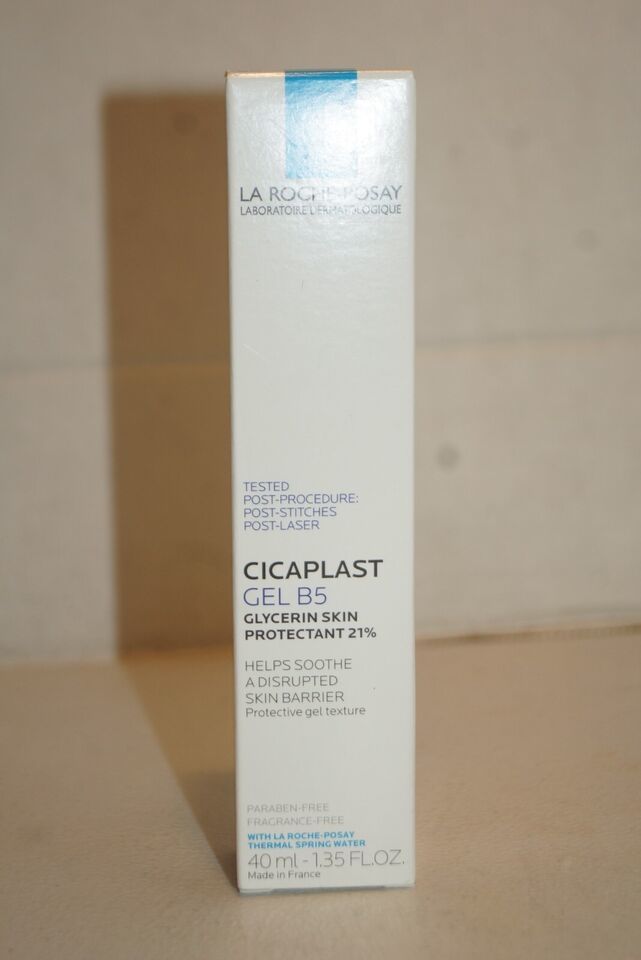 LA ROCHE-POSAY
LABORATOIRE DERMATOLOGIQUE
TESTED
POST-PROCEDURE:
POST-STITCHES
POST-LASER
CICAPLAST
GEL B5
GLYCERIN SKIN
PROTECTANT 21%
HELPS SOOTHE
A DISRUPTED
SKIN BARRIER
Protective gel texture
PARABEN-FREE
FRAGRANCE-FREE
WITH LA ROCHE-POSAY
THERMAL SPRING WATER
40 ml - 1.35 FL.OZ.
Made in France